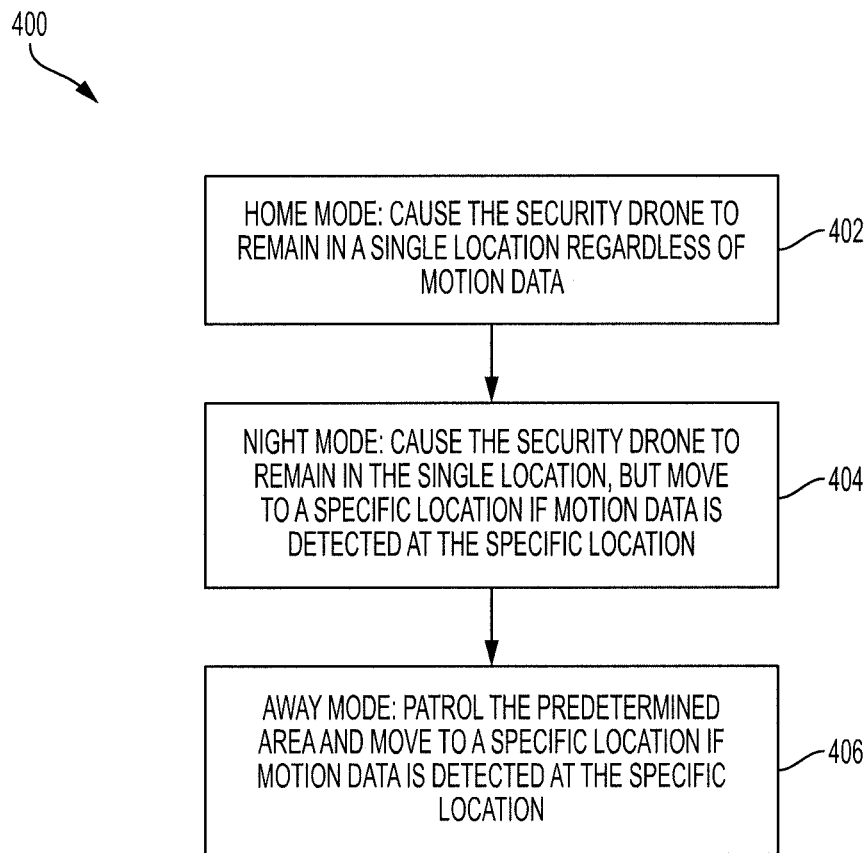 400
HOME MODE: CAUSE THE SECURITY DRONE TO
REMAIN IN A SINGLE LOCATION REGARDLESS OF
MOTION DATA
402
NIGHT MODE: CAUSE THE SECURITY DRONE TO
REMAIN IN THE SINGLE LOCATION, BUT MOVE
TO A SPECIFIC LOCATION IF MOTION DATA IS
DETECTED AT THE SPECIFIC LOCATION
404
AWAY MODE: PATROL THE PREDETERMINED
AREA AND MOVE TO A SPECIFIC LOCATION IF
MOTION DATA IS DETECTED AT THE SPECIFIC
LOCATION
406